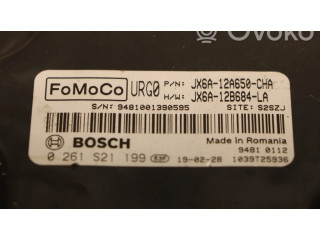 Ovoko
FoMoCo URG0 P/N: JX6A-12A650-CHA
H/W: JX6A-12B684-LA
S/N: 9481001390595 SITE: S2SZJ
BOSCH Made in Romania
9481 0112
0 261 S21 199 19-02-28 1039T25936